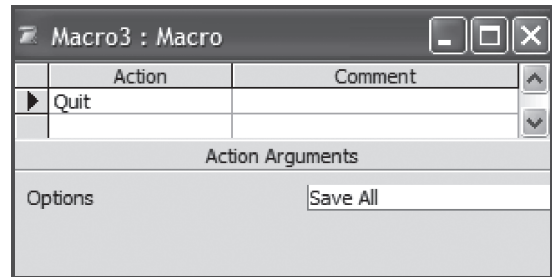 Macro3 : Macro
Action Comment
Quit
Action Arguments
Options Save All